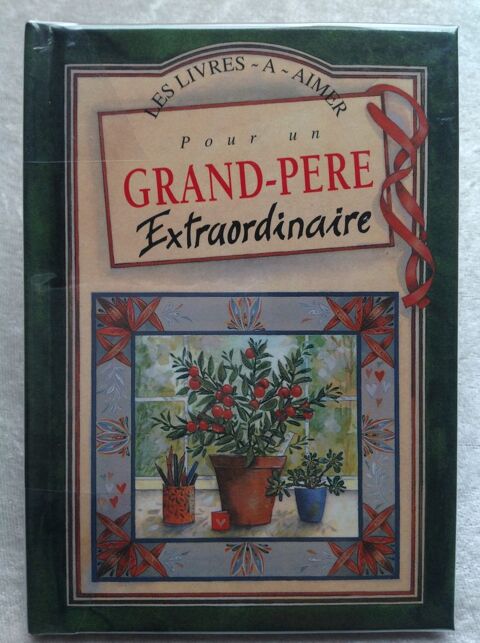 LES LIVRES ~ A ~ AIMER
Pour un
GRAND-PERE
Extraordinaire